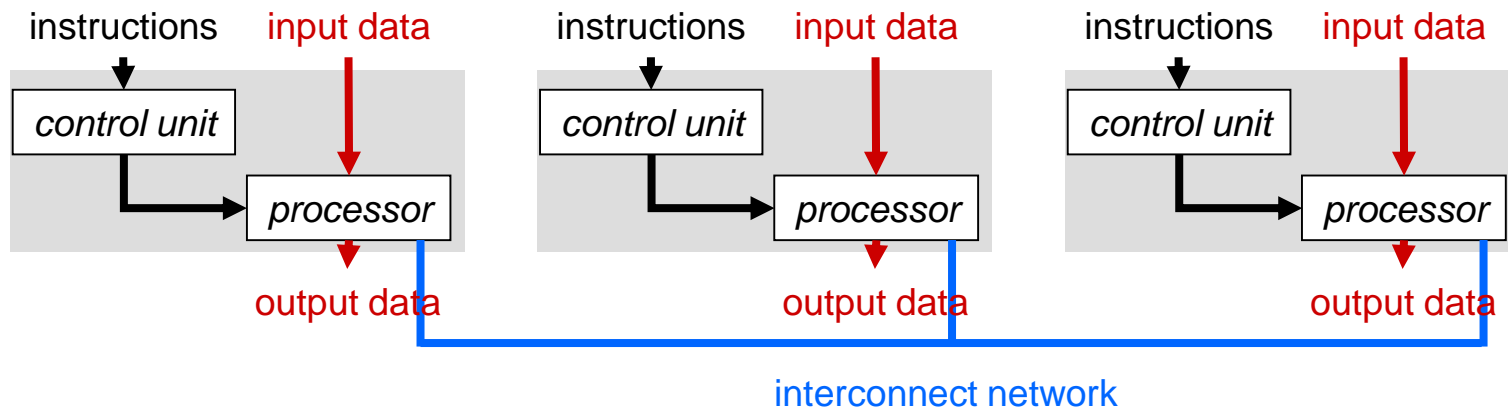 instructions input data instructions input data instructions input data
control unit control unit control unit
processor processor processor
output data output data output data
interconnect network